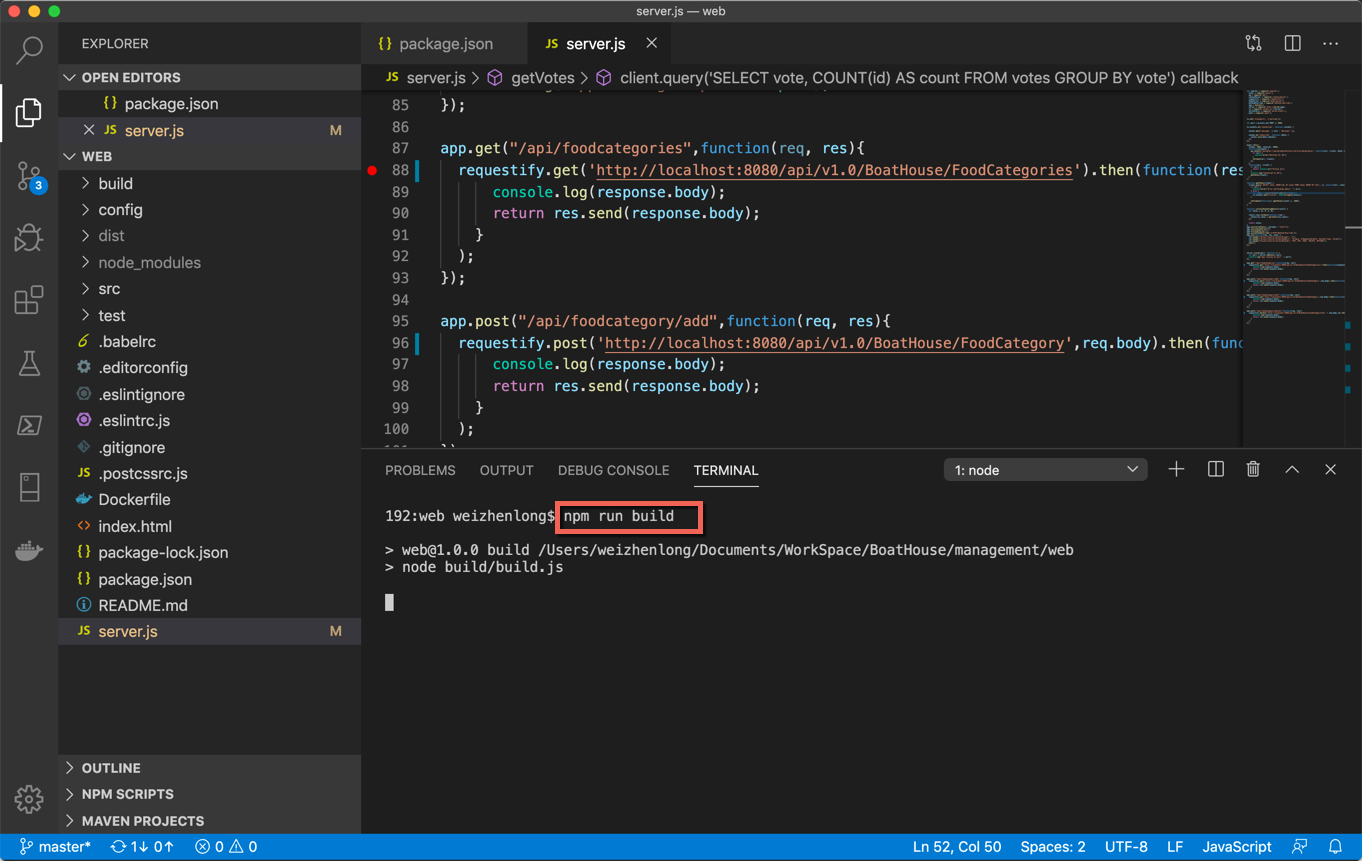 server.js — web
EXPLORER
OPEN EDITORS
{} package.json
JS server.js M
WEB
build
config
dist
node_modules
src
test
.babelrc
.editorconfig
.eslintignore
.eslintrc.js
.gitignore
JS .postcssrc.js
Dockerfile
<> index.html
{} package-lock.json
{} package.json
README.md
JS server.js M
OUTLINE
NPM SCRIPTS
MAVEN PROJECTS
3
{} package.json
JS server.js
JS server.js > getVotes > client.query('SELECT vote, COUNT(id) AS count FROM votes GROUP BY vote') callback
85 });
86
87 app.get("/api/foodcategories",function(req, res){
88 requestify.get('http://localhost:8080/api/v1.0/BoatHouse/FoodCategories').then(function(res
89 console.log(response.body);
90 return res.send(response.body);
91 }
92 );
93 });
94
95 app.post("/api/foodcategory/add",function(req, res){
96 requestify.post('http://localhost:8080/api/v1.0/BoatHouse/FoodCategory',req.body).then(func
97 console.log(response.body);
98 return res.send(response.body);
99 }
100 );
PROBLEMS OUTPUT DEBUG CONSOLE TERMINAL 1: node
192:web weizhenlong$ npm run build
> web@1.0.0 build /Users/weizhenlong/Documents/WorkSpace/BoatHouse/management/web
> node build/build.js
master* 1↓ 0↑ 0 0 Ln 52, Col 50 Spaces: 2 UTF-8 LF JavaScript